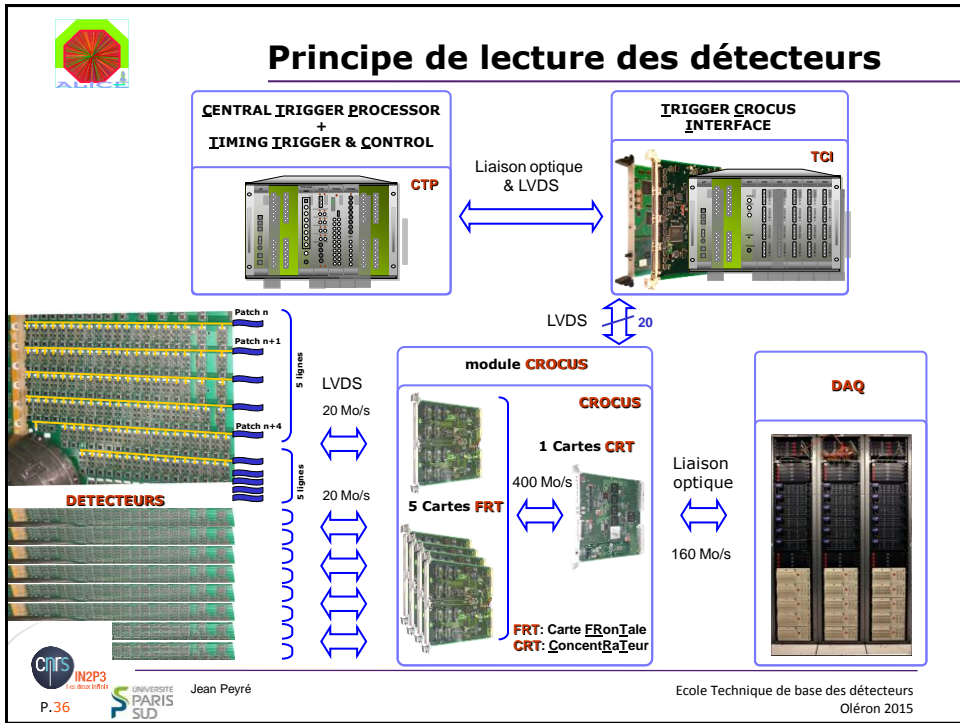 ALICE
Principe de lecture des détecteurs
CENTRAL TRIGGER PROCESSOR
+
TIMING TRIGGER & CONTROL
CTP
Liaison optique
& LVDS
TRIGGER CROCUS
INTERFACE
TCI
LVDS
20
Patch n
Patch n+1
Patch n+4
5 lignes
5 lignes
DETECTEURS
LVDS
20 Mo/s
20 Mo/s
module CROCUS
CROCUS
1 Cartes CRT
400 Mo/s
5 Cartes FRT
FRT: Carte FRonTale
CRT: ConcentRaTeur
Liaison
optique
160 Mo/s
DAQ
cnrs
IN2P3
Les deux infinis
P.36
UNIVERSITÉ
PARIS
SUD
Jean Peyré
Ecole Technique de base des détecteurs
Oléron 2015